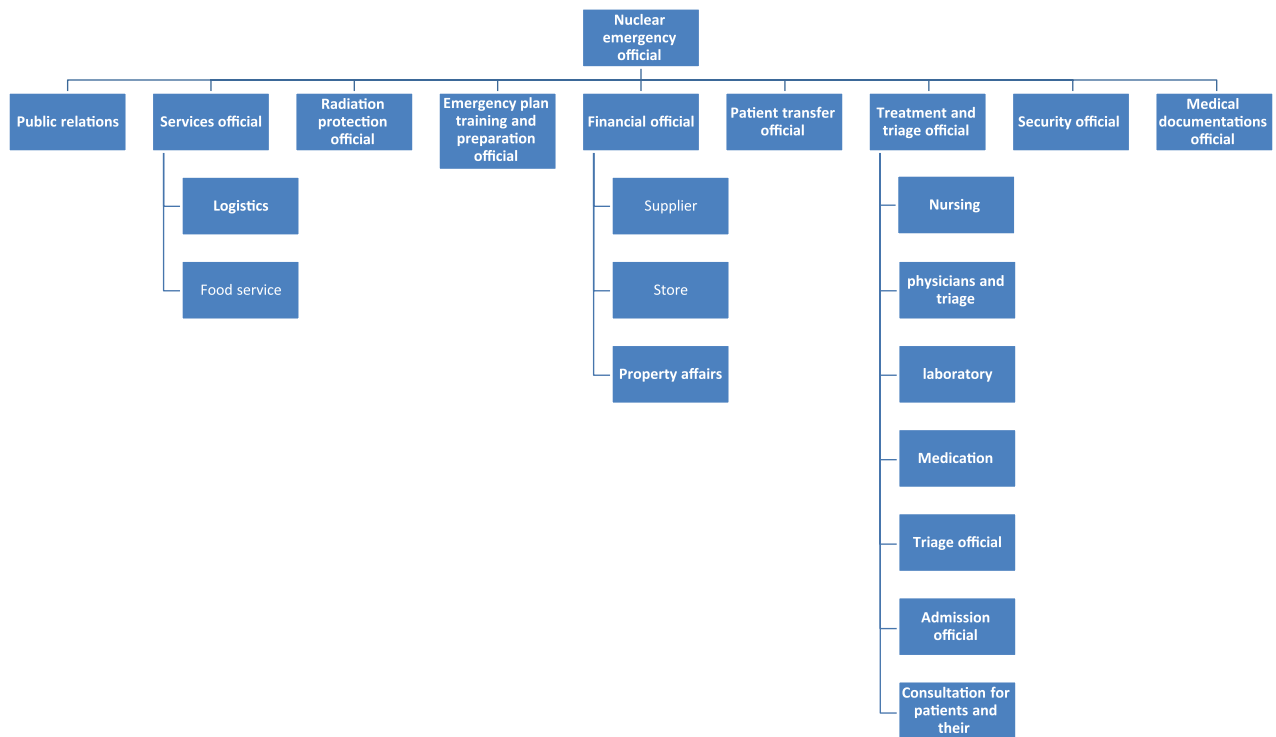 Nuclear
emergency
official
Public relations
Services official
Radiation
protection
official
Emergency plan
training and
preparation
official
Financial official
Patient transfer
official
Treatment and
triage official
Security official
Medical
documentations
official
Logistics
Food service
Supplier
Store
Property affairs
Nursing
physicians and
triage
laboratory
Medication
Triage official
Admission
official
Consultation for
patients and
their